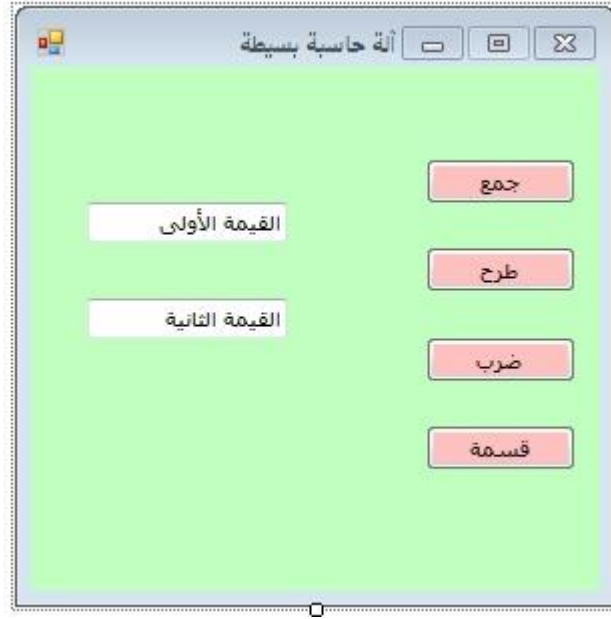 آلة حاسبة بسيطة
جمع
القيمة الأولى
طرح
القيمة الثانية
ضرب
قسمة